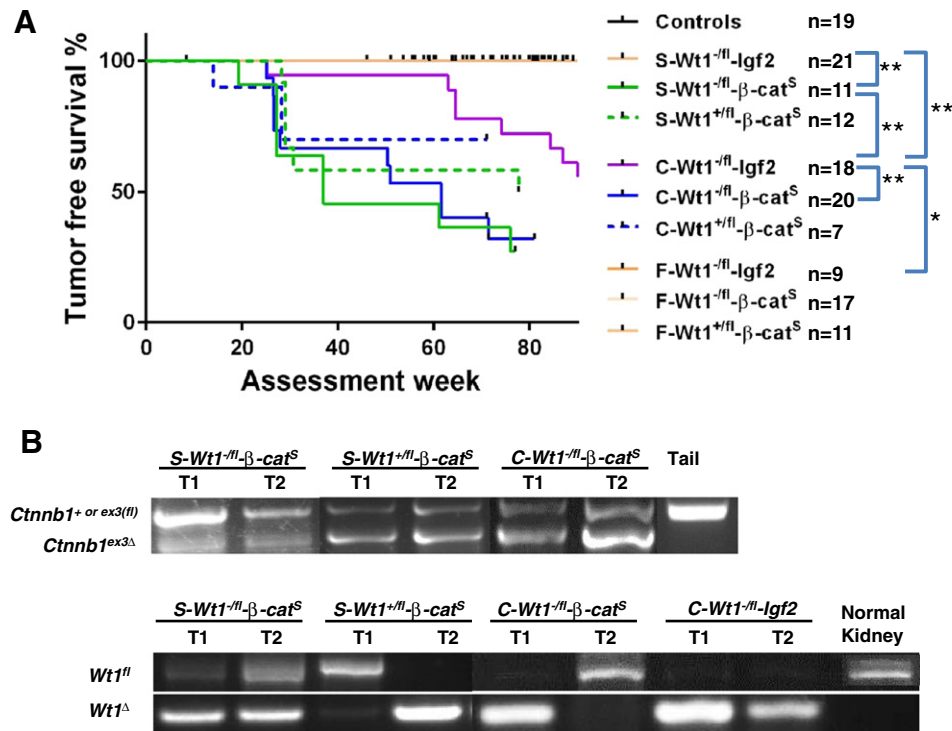 A
Tumor free survival %
100
50
0
0 20 40 60 80
Assessment week
Controls n=19
S-Wt1-/fl-Igf2 n=21
S-Wt1-/fl-β-catS n=11
S-Wt1+/fl-β-catS n=12
C-Wt1-/fl-Igf2 n=18
C-Wt1-/fl-β-catS n=20
C-Wt1+/fl-β-catS n=7
F-Wt1-/fl-Igf2 n=9
F-Wt1-/fl-β-catS n=17
F-Wt1+/fl-β-catS n=11
**
**
**
**
*
B
S-Wt1-/fl-β-catS S-Wt1+/fl-β-catS C-Wt1-/fl-β-catS Tail
T1 T2 T1 T2 T1 T2
Ctnnb1+ or ex3(fl)
Ctnnb1ex3Δ
S-Wt1-/fl-β-catS S-Wt1+/fl-β-catS C-Wt1-/fl-β-catS C-Wt1-/fl-Igf2 Normal Kidney
T1 T2 T1 T2 T1 T2 T1 T2
Wt1fl
Wt1Δ